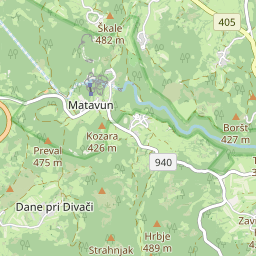 Škale
482 m
405
Matavun
Kozara
426 m
Preval
475 m
940
Boršt
427 m
Dane pri Divači
Strahnjak
Hrbje
489 m